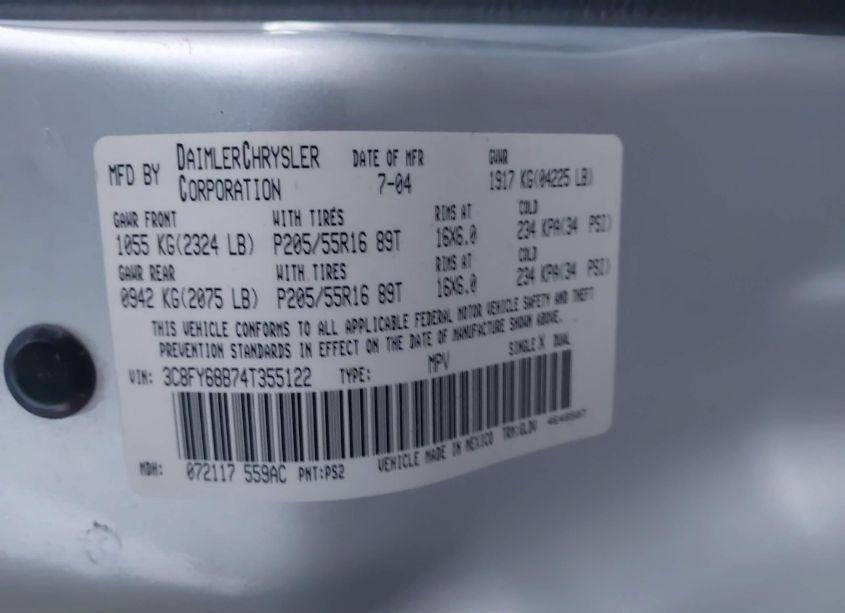 MFD BY DAIMLERCHRYSLER CORPORATION DATE OF MFR 7-04 GVWR 1917 KG(04225 LB)
GAWR FRONT WITH TIRES RIMS AT COLD
1055 KG(2324 LB) P205/55R16 89T 16X6.0 234 KPA(34 PSI)
GAWR REAR WITH TIRES RIMS AT COLD
0942 KG(2075 LB) P205/55R16 89T 16X6.0 234 KPA(34 PSI)
THIS VEHICLE CONFORMS TO ALL APPLICABLE FEDERAL MOTOR VEHICLE SAFETY AND THEFT
PREVENTION STANDARDS IN EFFECT ON THE DATE OF MANUFACTURE SHOWN ABOVE.
VIN: 3C8FY68B74T355122 TYPE: MPV SINGLE X DUAL
MDH: 072117 559AC PNT:PS2 VEHICLE MADE IN MEXICO TRM:GLDV